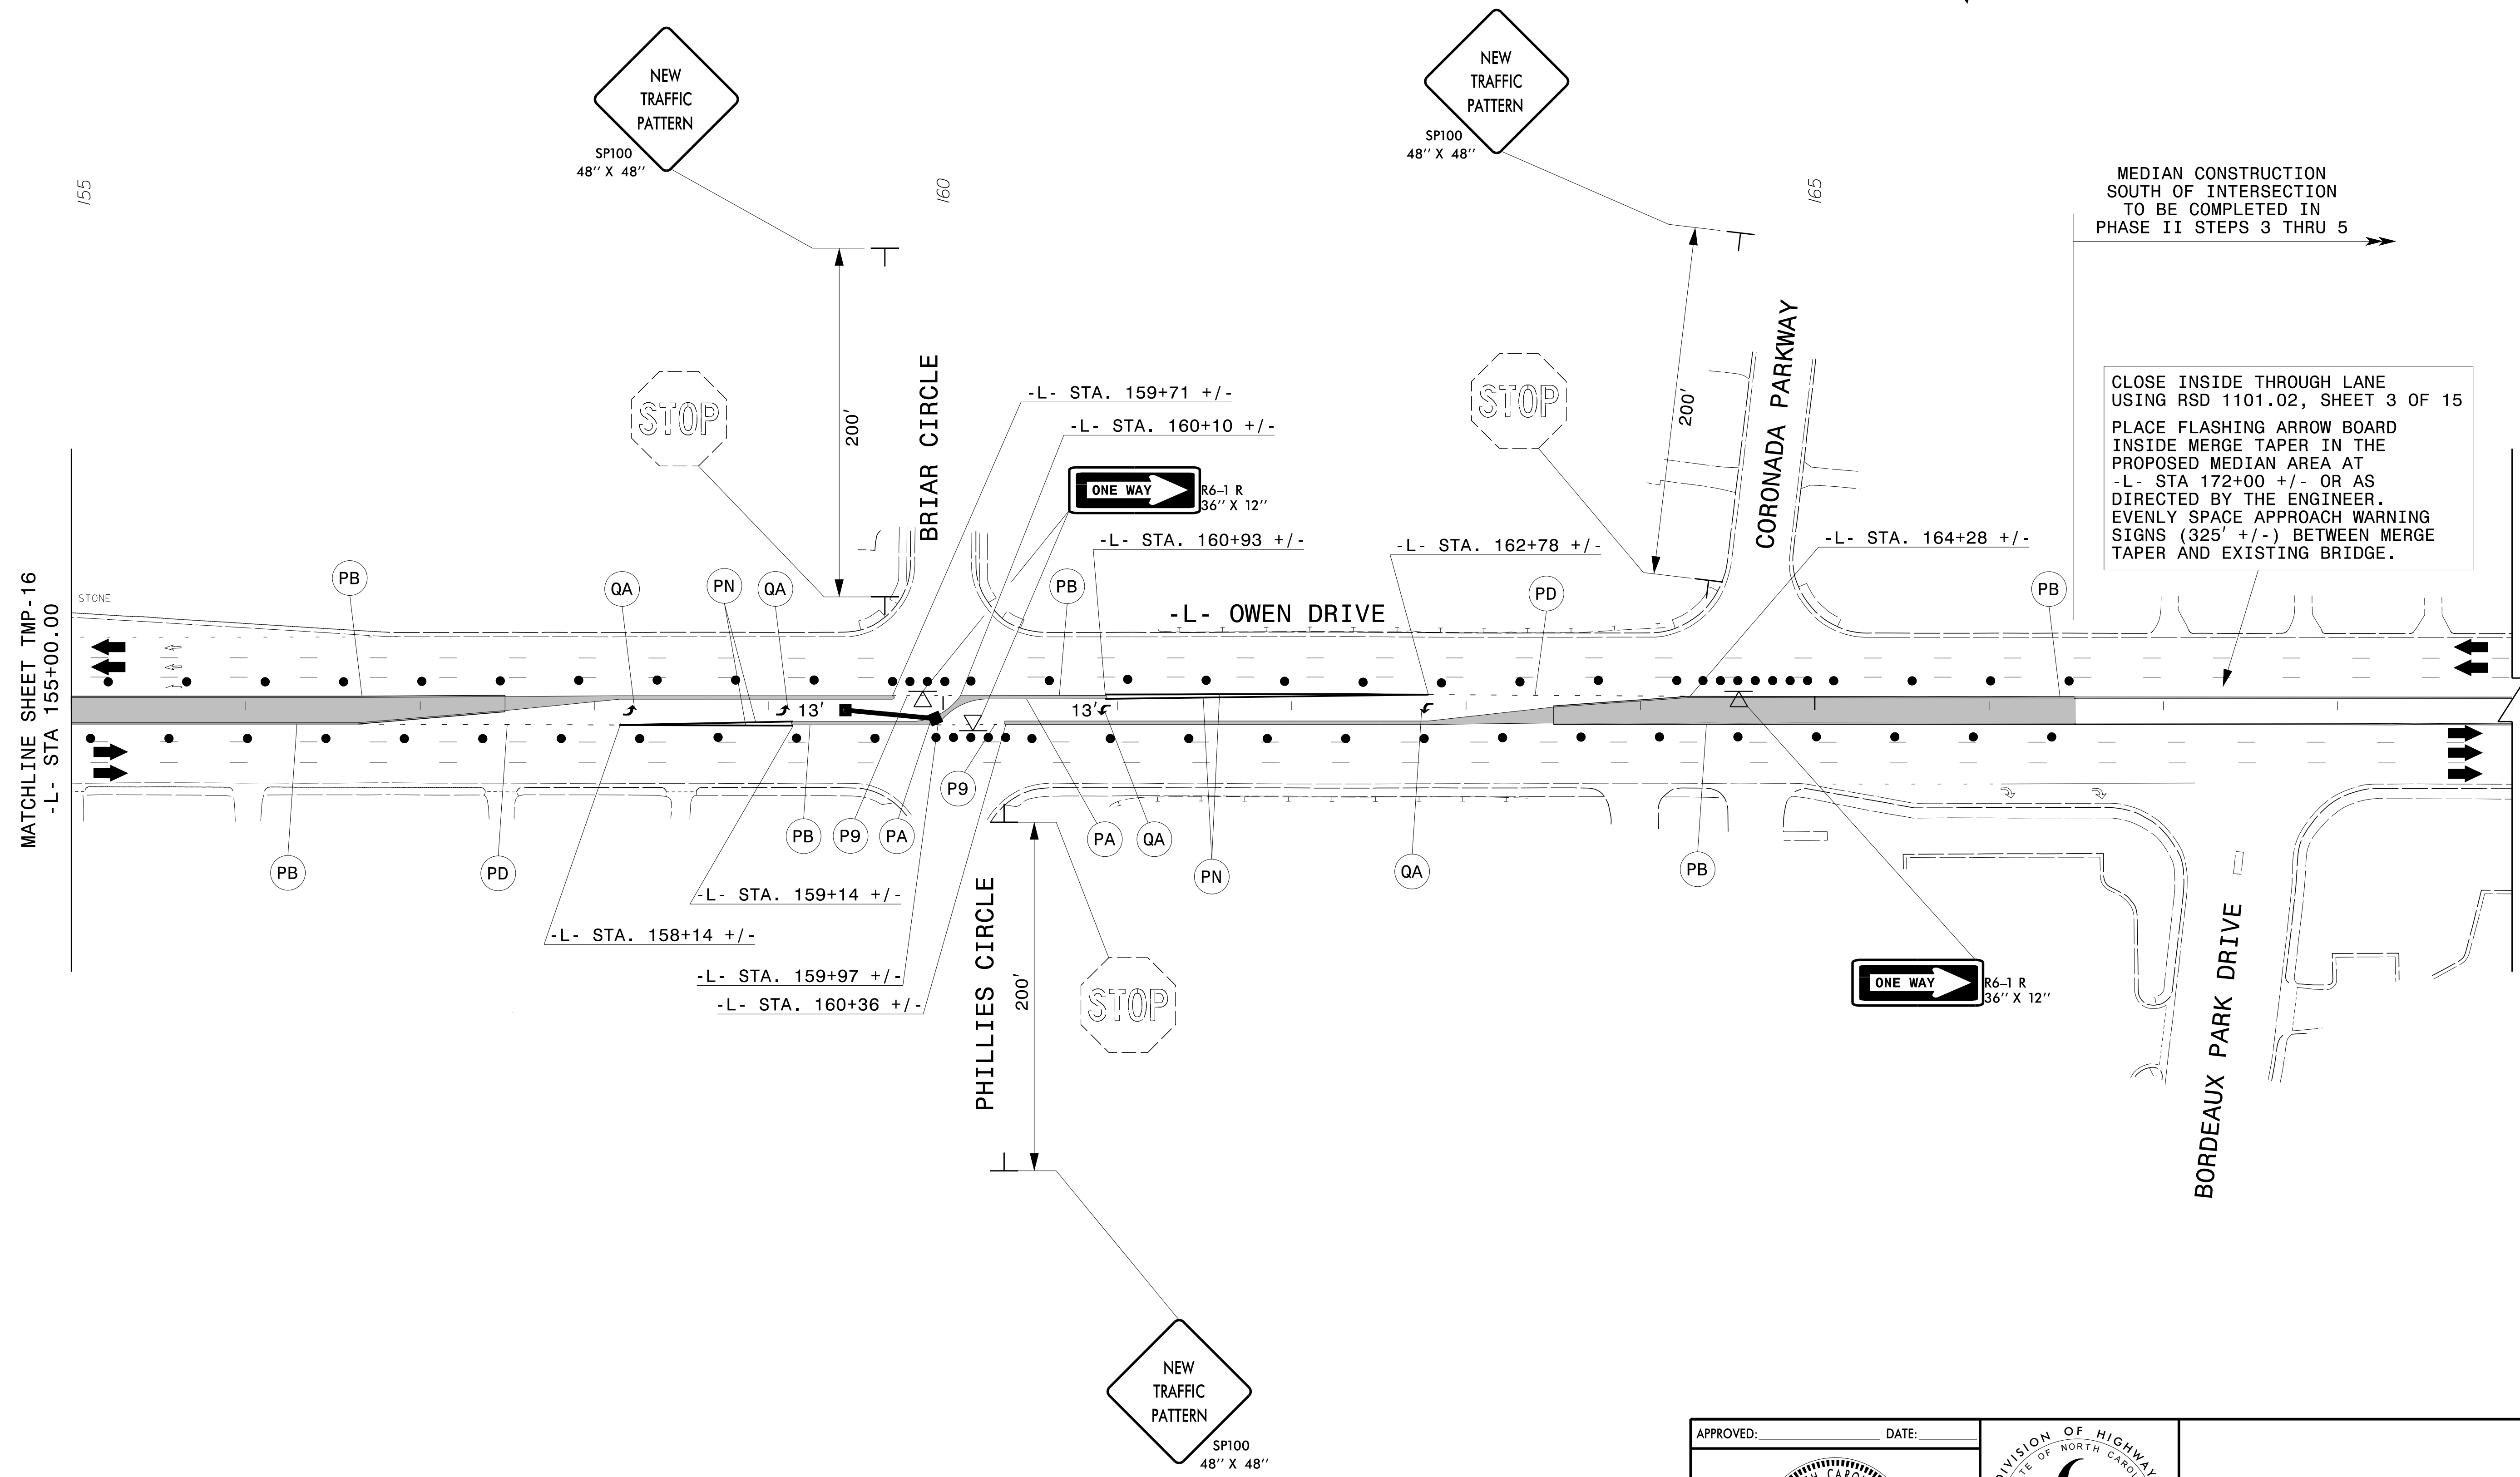 NEW
TRAFFIC
PATTERN
SP100
48'' X 48''
NEW
TRAFFIC
PATTERN
SP100
48'' X 48''
155
160
165
MEDIAN CONSTRUCTION
SOUTH OF INTERSECTION
TO BE COMPLETED IN
PHASE II STEPS 3 THRU 5
CLOSE INSIDE THROUGH LANE
USING RSD 1101.02, SHEET 3 OF 15
PLACE FLASHING ARROW BOARD
INSIDE MERGE TAPER IN THE
PROPOSED MEDIAN AREA AT
-L- STA 172+00 +/- OR AS
DIRECTED BY THE ENGINEER.
EVENLY SPACE APPROACH WARNING
SIGNS (325' +/-) BETWEEN MERGE
TAPER AND EXISTING BRIDGE.
STOP
200'
BRIAR CIRCLE
-L- STA. 159+71 +/-
-L- STA. 160+10 +/-
ONE WAY
R6-1 R
36'' X 12''
-L- STA. 160+93 +/-
STOP
200'
CORONADA PARKWAY
-L- STA. 162+78 +/-
-L- STA. 164+28 +/-
MATCHLINE SHEET TMP-16
-L- STA 155+00.00
STONE
PB
QA
PN
QA
PB
-L- OWEN DRIVE
PD
PB
13'
13'
P9
PB
PD
PB
P9
PA
PA
QA
PN
QA
PB
-L- STA. 159+14 +/-
-L- STA. 158+14 +/-
-L- STA. 159+97 +/-
-L- STA. 160+36 +/-
PHILLIES CIRCLE
200'
STOP
ONE WAY
R6-1 R
36'' X 12''
BORDEAUX PARK DRIVE
NEW
TRAFFIC
PATTERN
SP100
48'' X 48''
APPROVED:
DATE:
DIVISION OF HIGHWAY
TE OF NORTH CAROL
H CARO